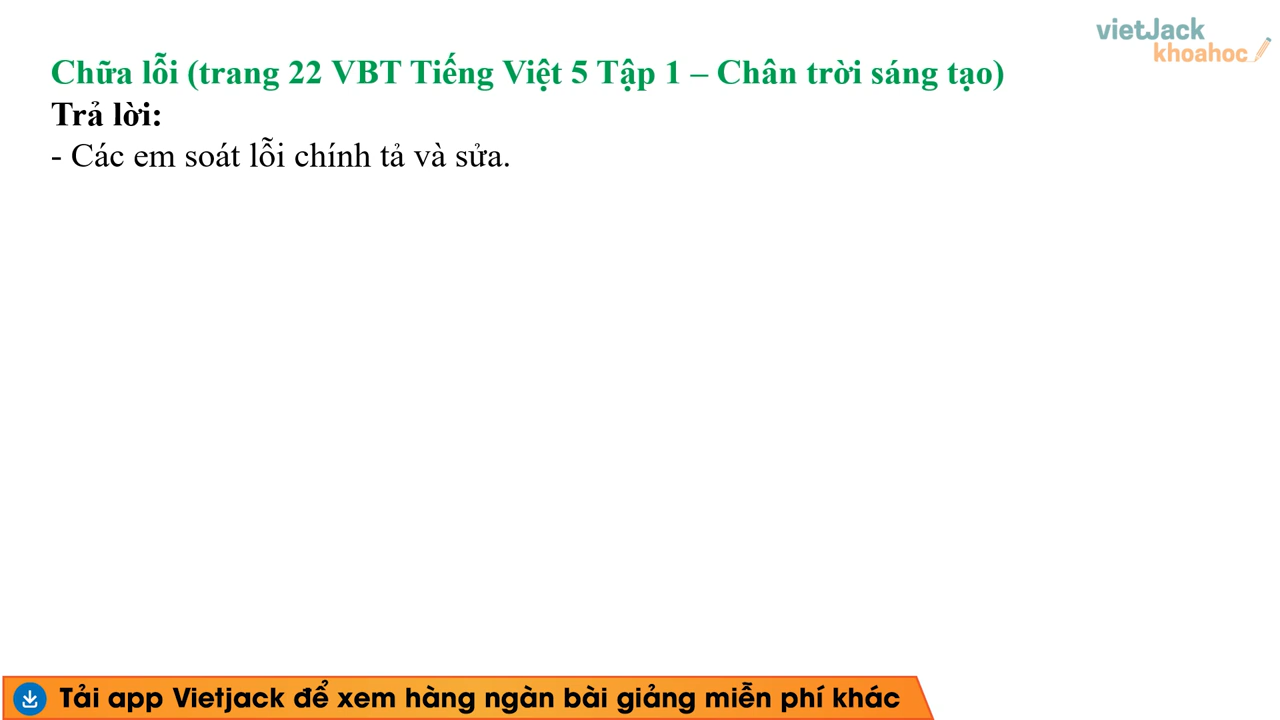 vietJack
khoahoc
Chữa lỗi (trang 22 VBT Tiếng Việt 5 Tập 1 – Chân trời sáng tạo)
Trả lời:
- Các em soát lỗi chính tả và sửa.
Tải app Vietjack để xem hàng ngàn bài giảng miễn phí khác